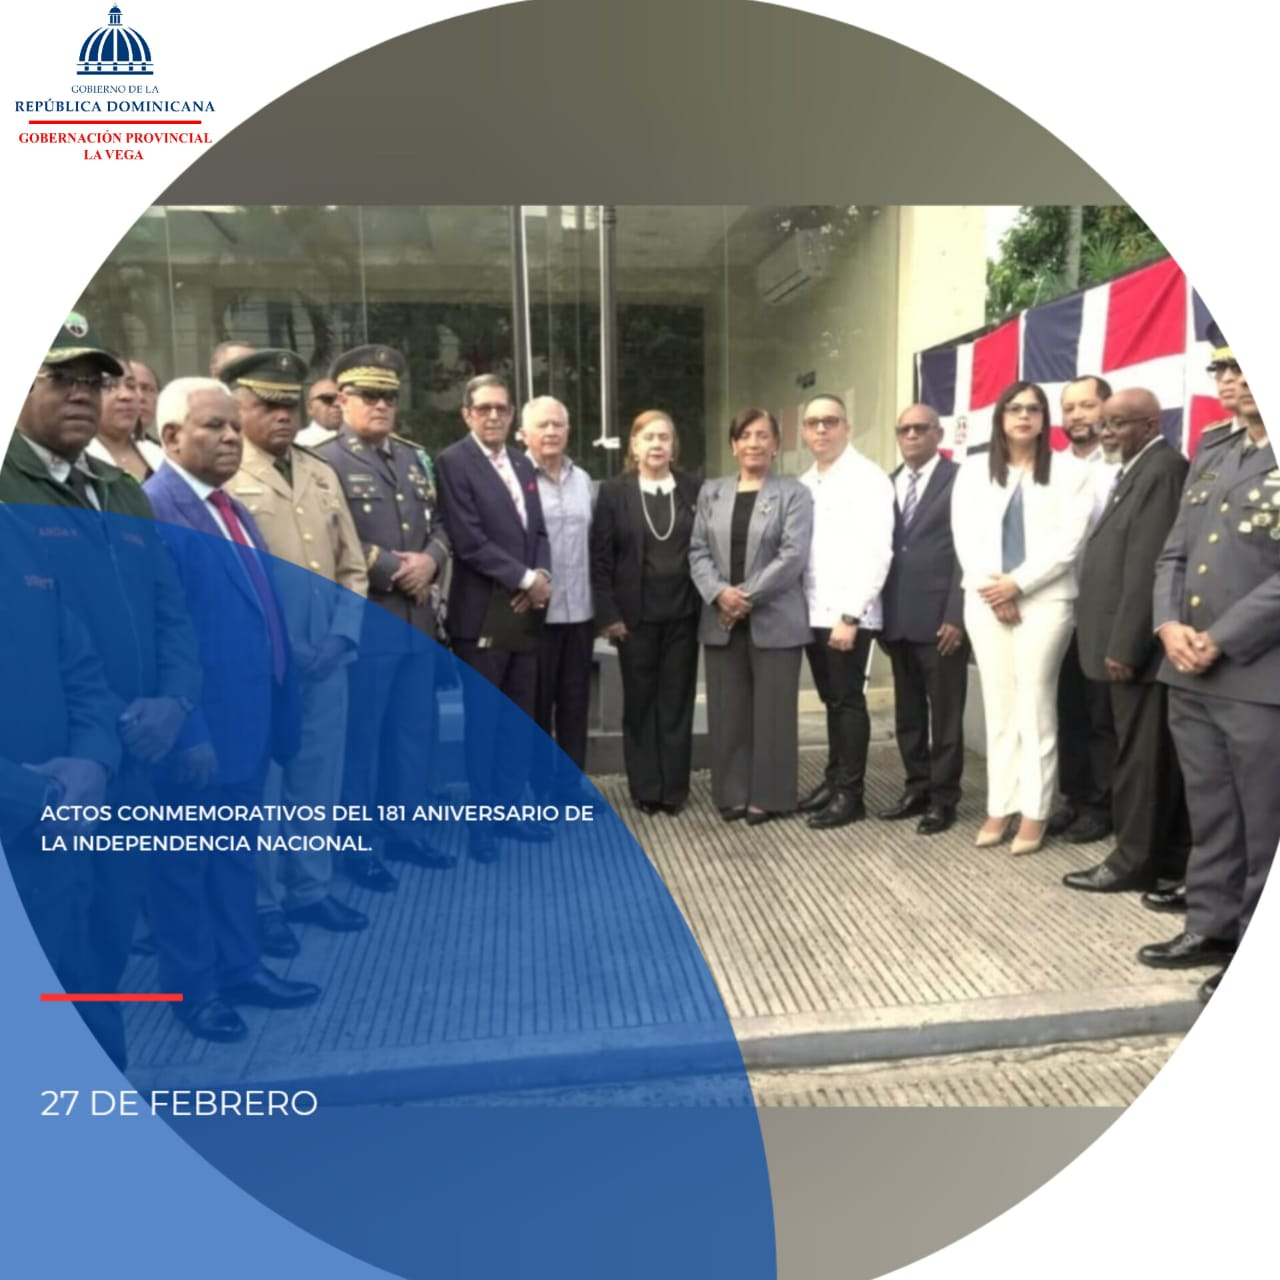 GOBIERNO DE LA
REPÚBLICA DOMINICANA
GOBERNACIÓN PROVINCIAL
LA VEGA
ACTOS CONMEMORATIVOS DEL 181 ANIVERSARIO DE
LA INDEPENDENCIA NACIONAL.
27 DE FEBRERO